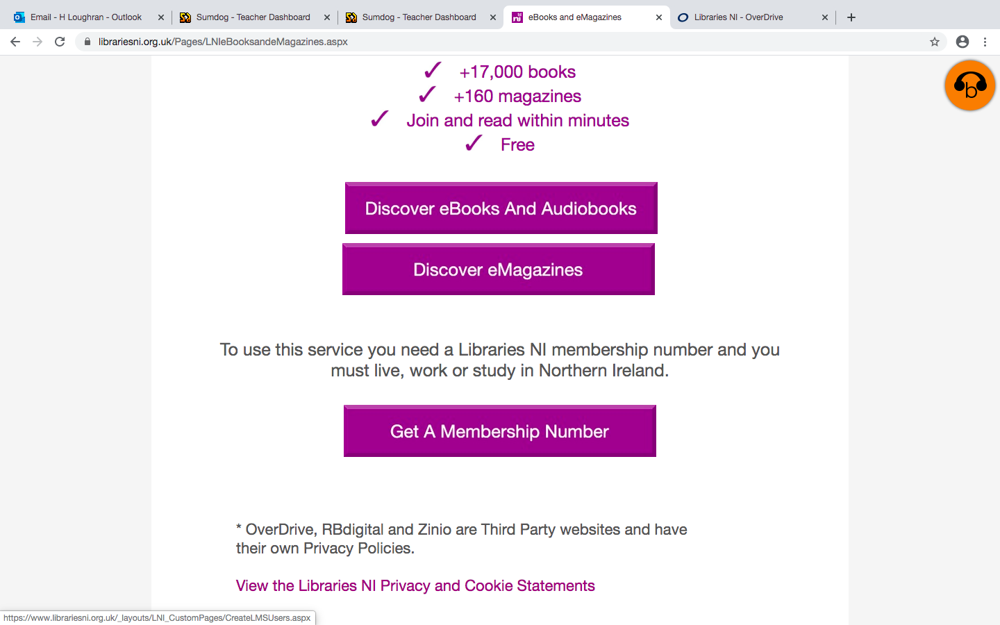 Email - H Loughran - Outlook
Sumdog - Teacher Dashboard
Sumdog - Teacher Dashboard
eBooks and eMagazines
Libraries NI - OverDrive
librariesni.org.uk/Pages/LNIeBooksandeMagazines.aspx
✓ +17,000 books
✓ +160 magazines
✓ Join and read within minutes
✓ Free
b
Discover eBooks And Audiobooks
Discover eMagazines
To use this service you need a Libraries NI membership number and you
must live, work or study in Northern Ireland.
Get A Membership Number
* OverDrive, RBdigital and Zinio are Third Party websites and have
their own Privacy Policies.
View the Libraries NI Privacy and Cookie Statements
https://www.librariesni.org.uk/_layouts/LNI_CustomPages/CreateLMSUsers.aspx